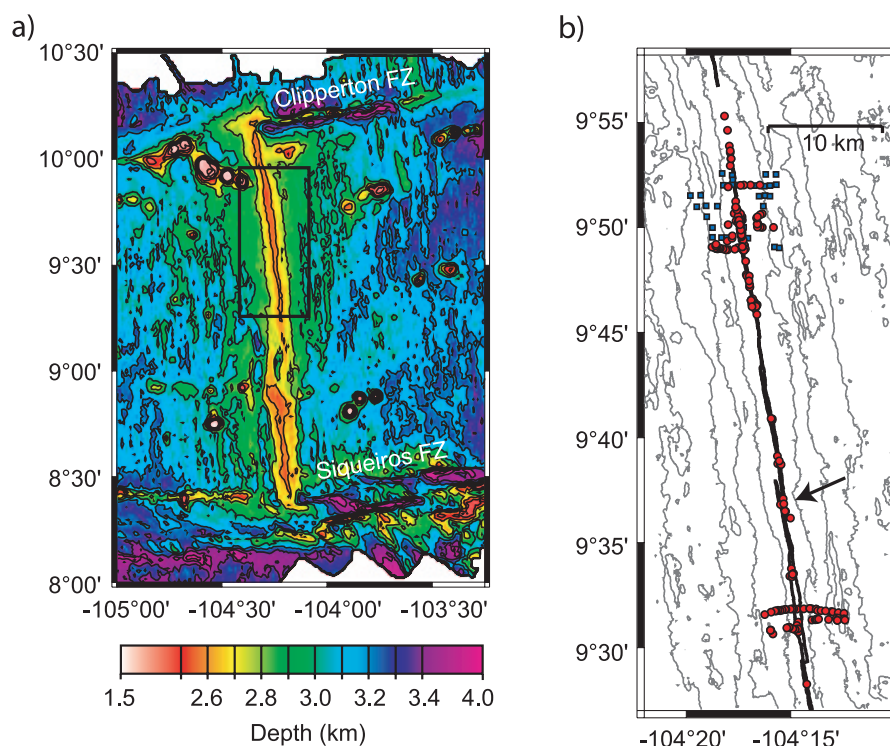 a)
10°30'
10°00'
9°30'
9°00'
8°30'
8°00'
Clipperton FZ
Siqueiros FZ
-105°00' -104°30' -104°00' -103°30'
1.5 2.6 2.8 3.0 3.2 3.4 4.0
Depth (km)
b)
9°55'
9°50'
9°45'
9°40'
9°35'
9°30'
10 km
-104°20' -104°15'